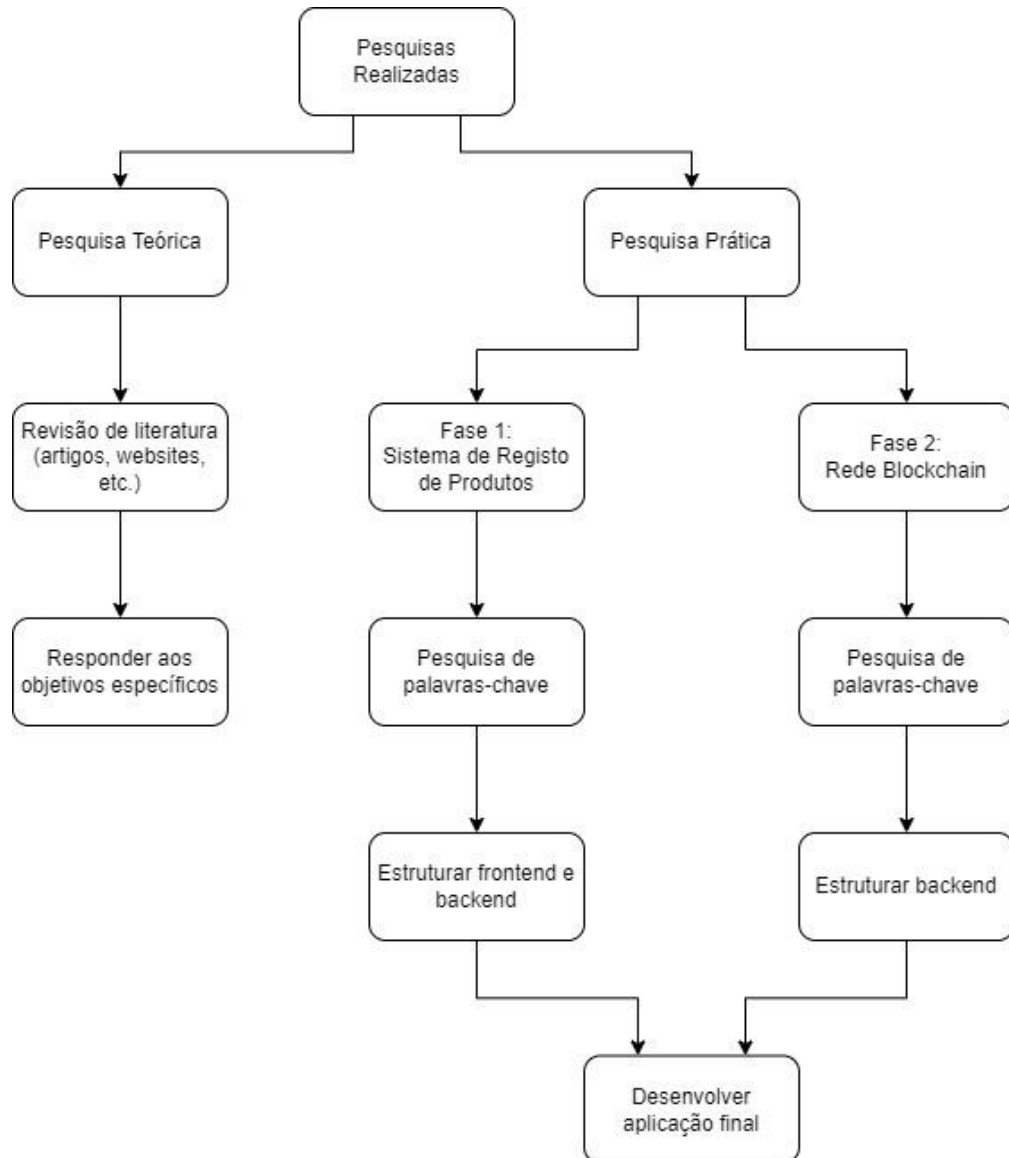 Pesquisas
Realizadas
Pesquisa Teórica
Pesquisa Prática
Revisão de literatura
(artigos, websites,
etc.)
Fase 1:
Sistema de Registo
de Produtos
Fase 2:
Rede Blockchain
Responder aos
objetivos específicos
Pesquisa de
palavras-chave
Pesquisa de
palavras-chave
Estruturar frontend e
backend
Estruturar backend
Desenvolver
aplicação final